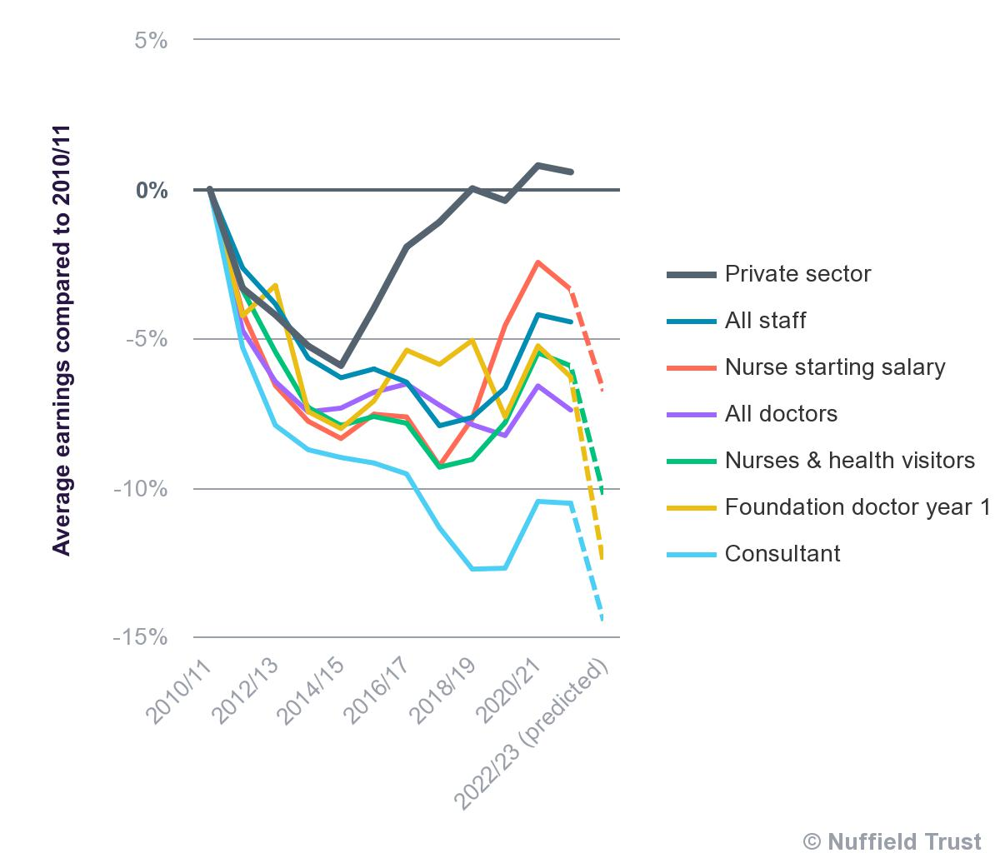 Average earnings compared to 2010/11
5%
0%
-5%
-10%
-15%
2010/11
2012/13
2014/15
2016/17
2018/19
2020/21
2022/23 (predicted)
Private sector
All staff
Nurse starting salary
All doctors
Nurses & health visitors
Foundation doctor year 1
Consultant
© Nuffield Trust